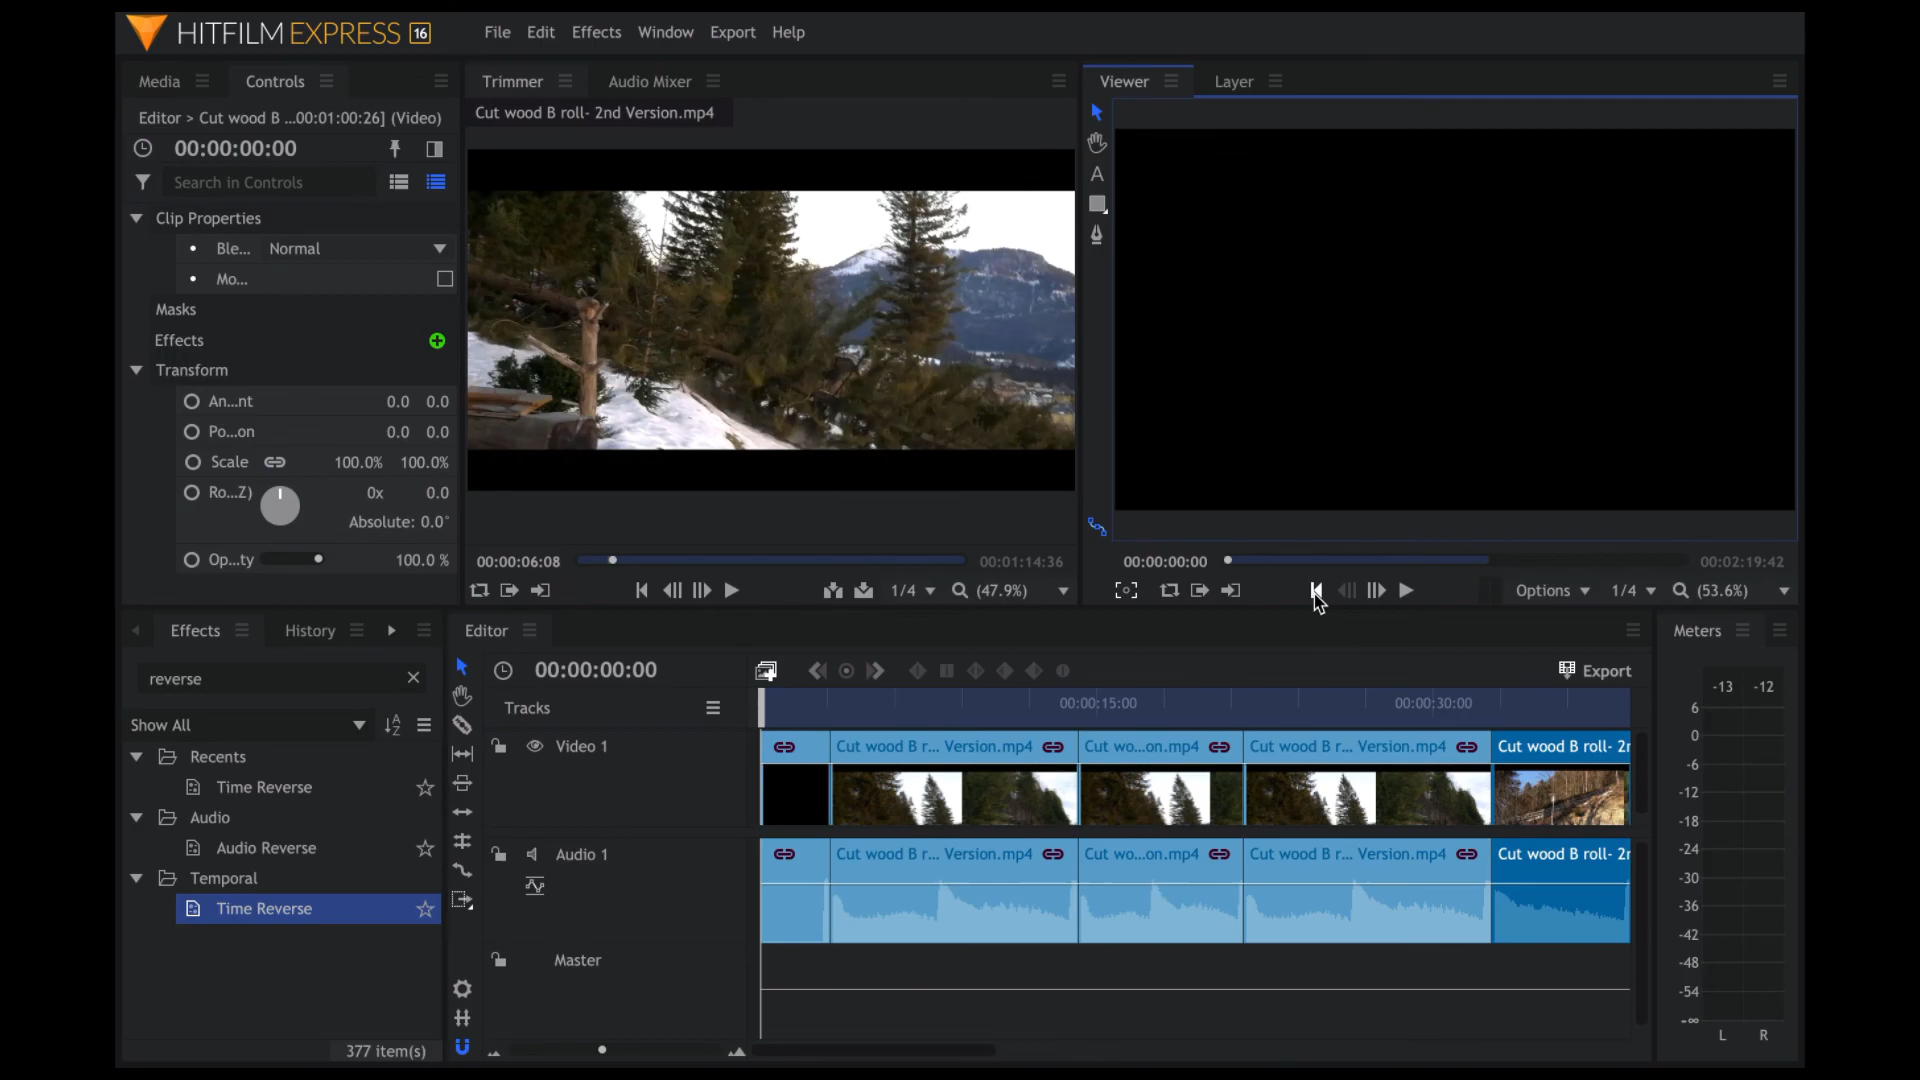 HITFILM EXPRESS 16
File Edit Effects Window Export Help
Media Controls
Editor > Cut wood B ...00:01:00:26] (Video)
00:00:00:00
Search in Controls
Clip Properties
Ble... Normal
Mo...
Masks
Effects
Transform
An...nt 0.0 0.0
Po...on 0.0 0.0
Scale 100.0% 100.0%
Ro...Z) 0x 0.0
Absolute: 0.0°
Op...ty 100.0 %
Trimmer Audio Mixer
Cut wood B roll- 2nd Version.mp4
00:00:06:08 00:01:14:36
1/4 (47.9%)
Viewer Layer
A
00:00:00:00 00:02:19:42
Options 1/4 (53.6%)
Effects History
reverse
Show All
Recents
Time Reverse
Audio
Audio Reverse
Temporal
Time Reverse
377 item(s)
Editor
00:00:00:00
Export
Tracks
00:00:15:00 00:00:30:00
Video 1
Cut wood B r... Version.mp4 Cut wo...on.mp4 Cut wood B r... Version.mp4 Cut wood B roll- 2r
Audio 1
Cut wood B r... Version.mp4 Cut wo...on.mp4 Cut wood B r... Version.mp4 Cut wood B roll- 2r
Master
Meters
-13 -12
6
0
-6
-12
-18
-24
-30
-36
-42
-48
-54
-∞
L R